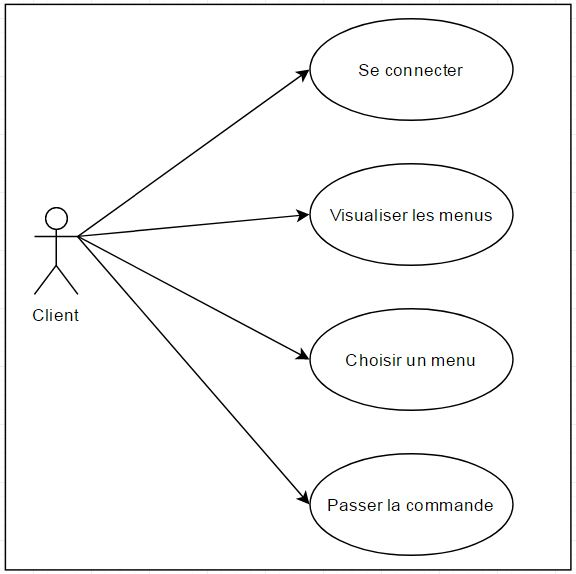 Se connecter
Visualiser les menus
Client
Choisir un menu
Passer la commande